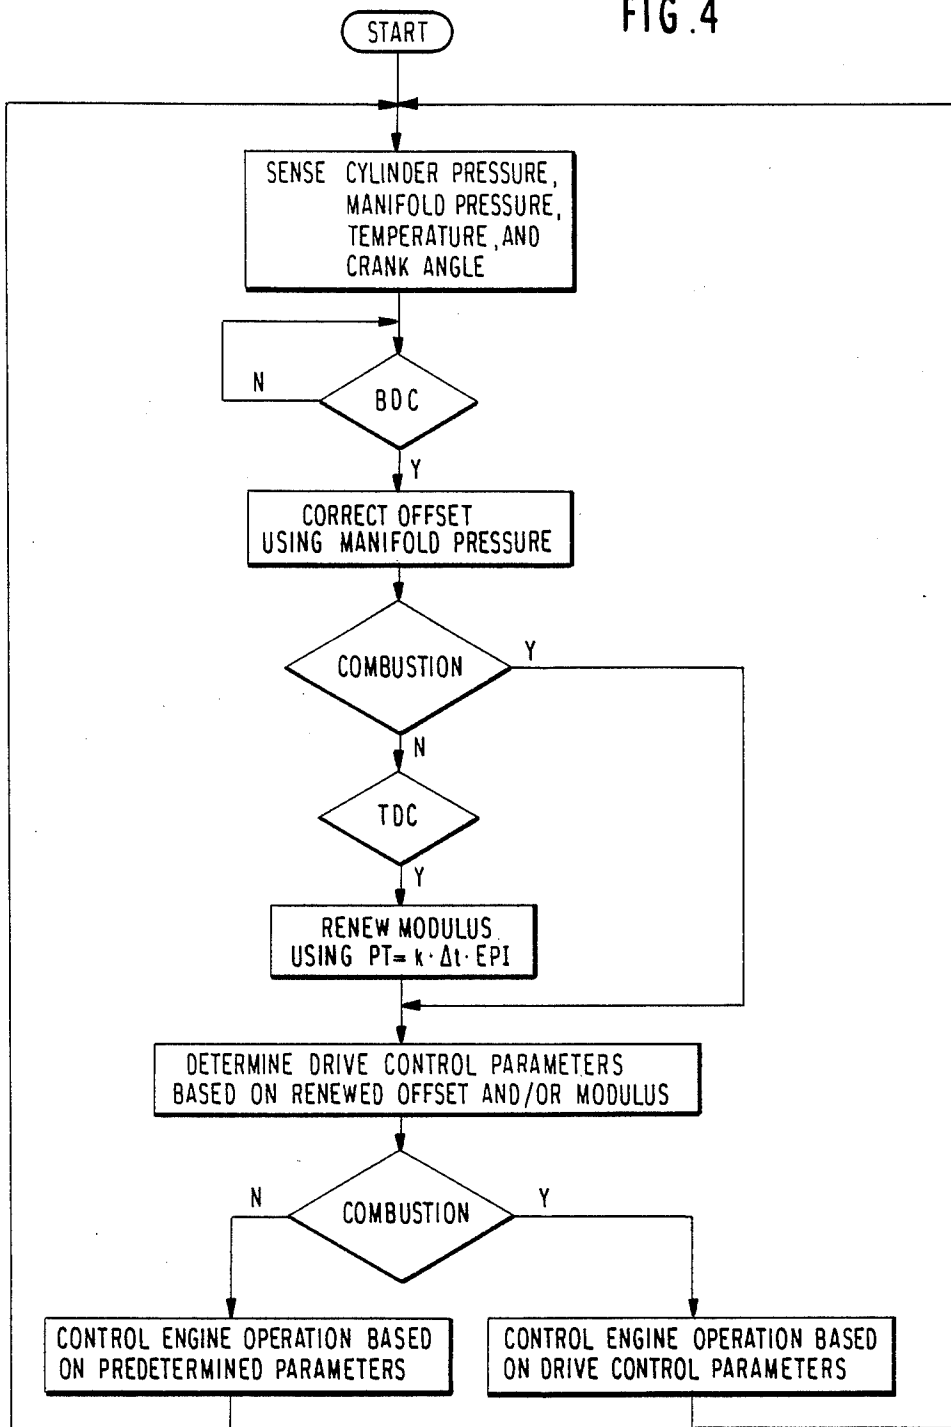 FIG.4
START
SENSE CYLINDER PRESSURE,
MANIFOLD PRESSURE,
TEMPERATURE, AND
CRANK ANGLE
N
BDC
Y
CORRECT OFFSET
USING MANIFOLD PRESSURE
COMBUSTION
Y
N
TDC
Y
RENEW MODULUS
USING PT= k·Δt·EPI
DETERMINE DRIVE CONTROL PARAMETERS
BASED ON RENEWED OFFSET AND/OR MODULUS
N
COMBUSTION
Y
CONTROL ENGINE OPERATION BASED
ON PREDETERMINED PARAMETERS
CONTROL ENGINE OPERATION BASED
ON DRIVE CONTROL PARAMETERS